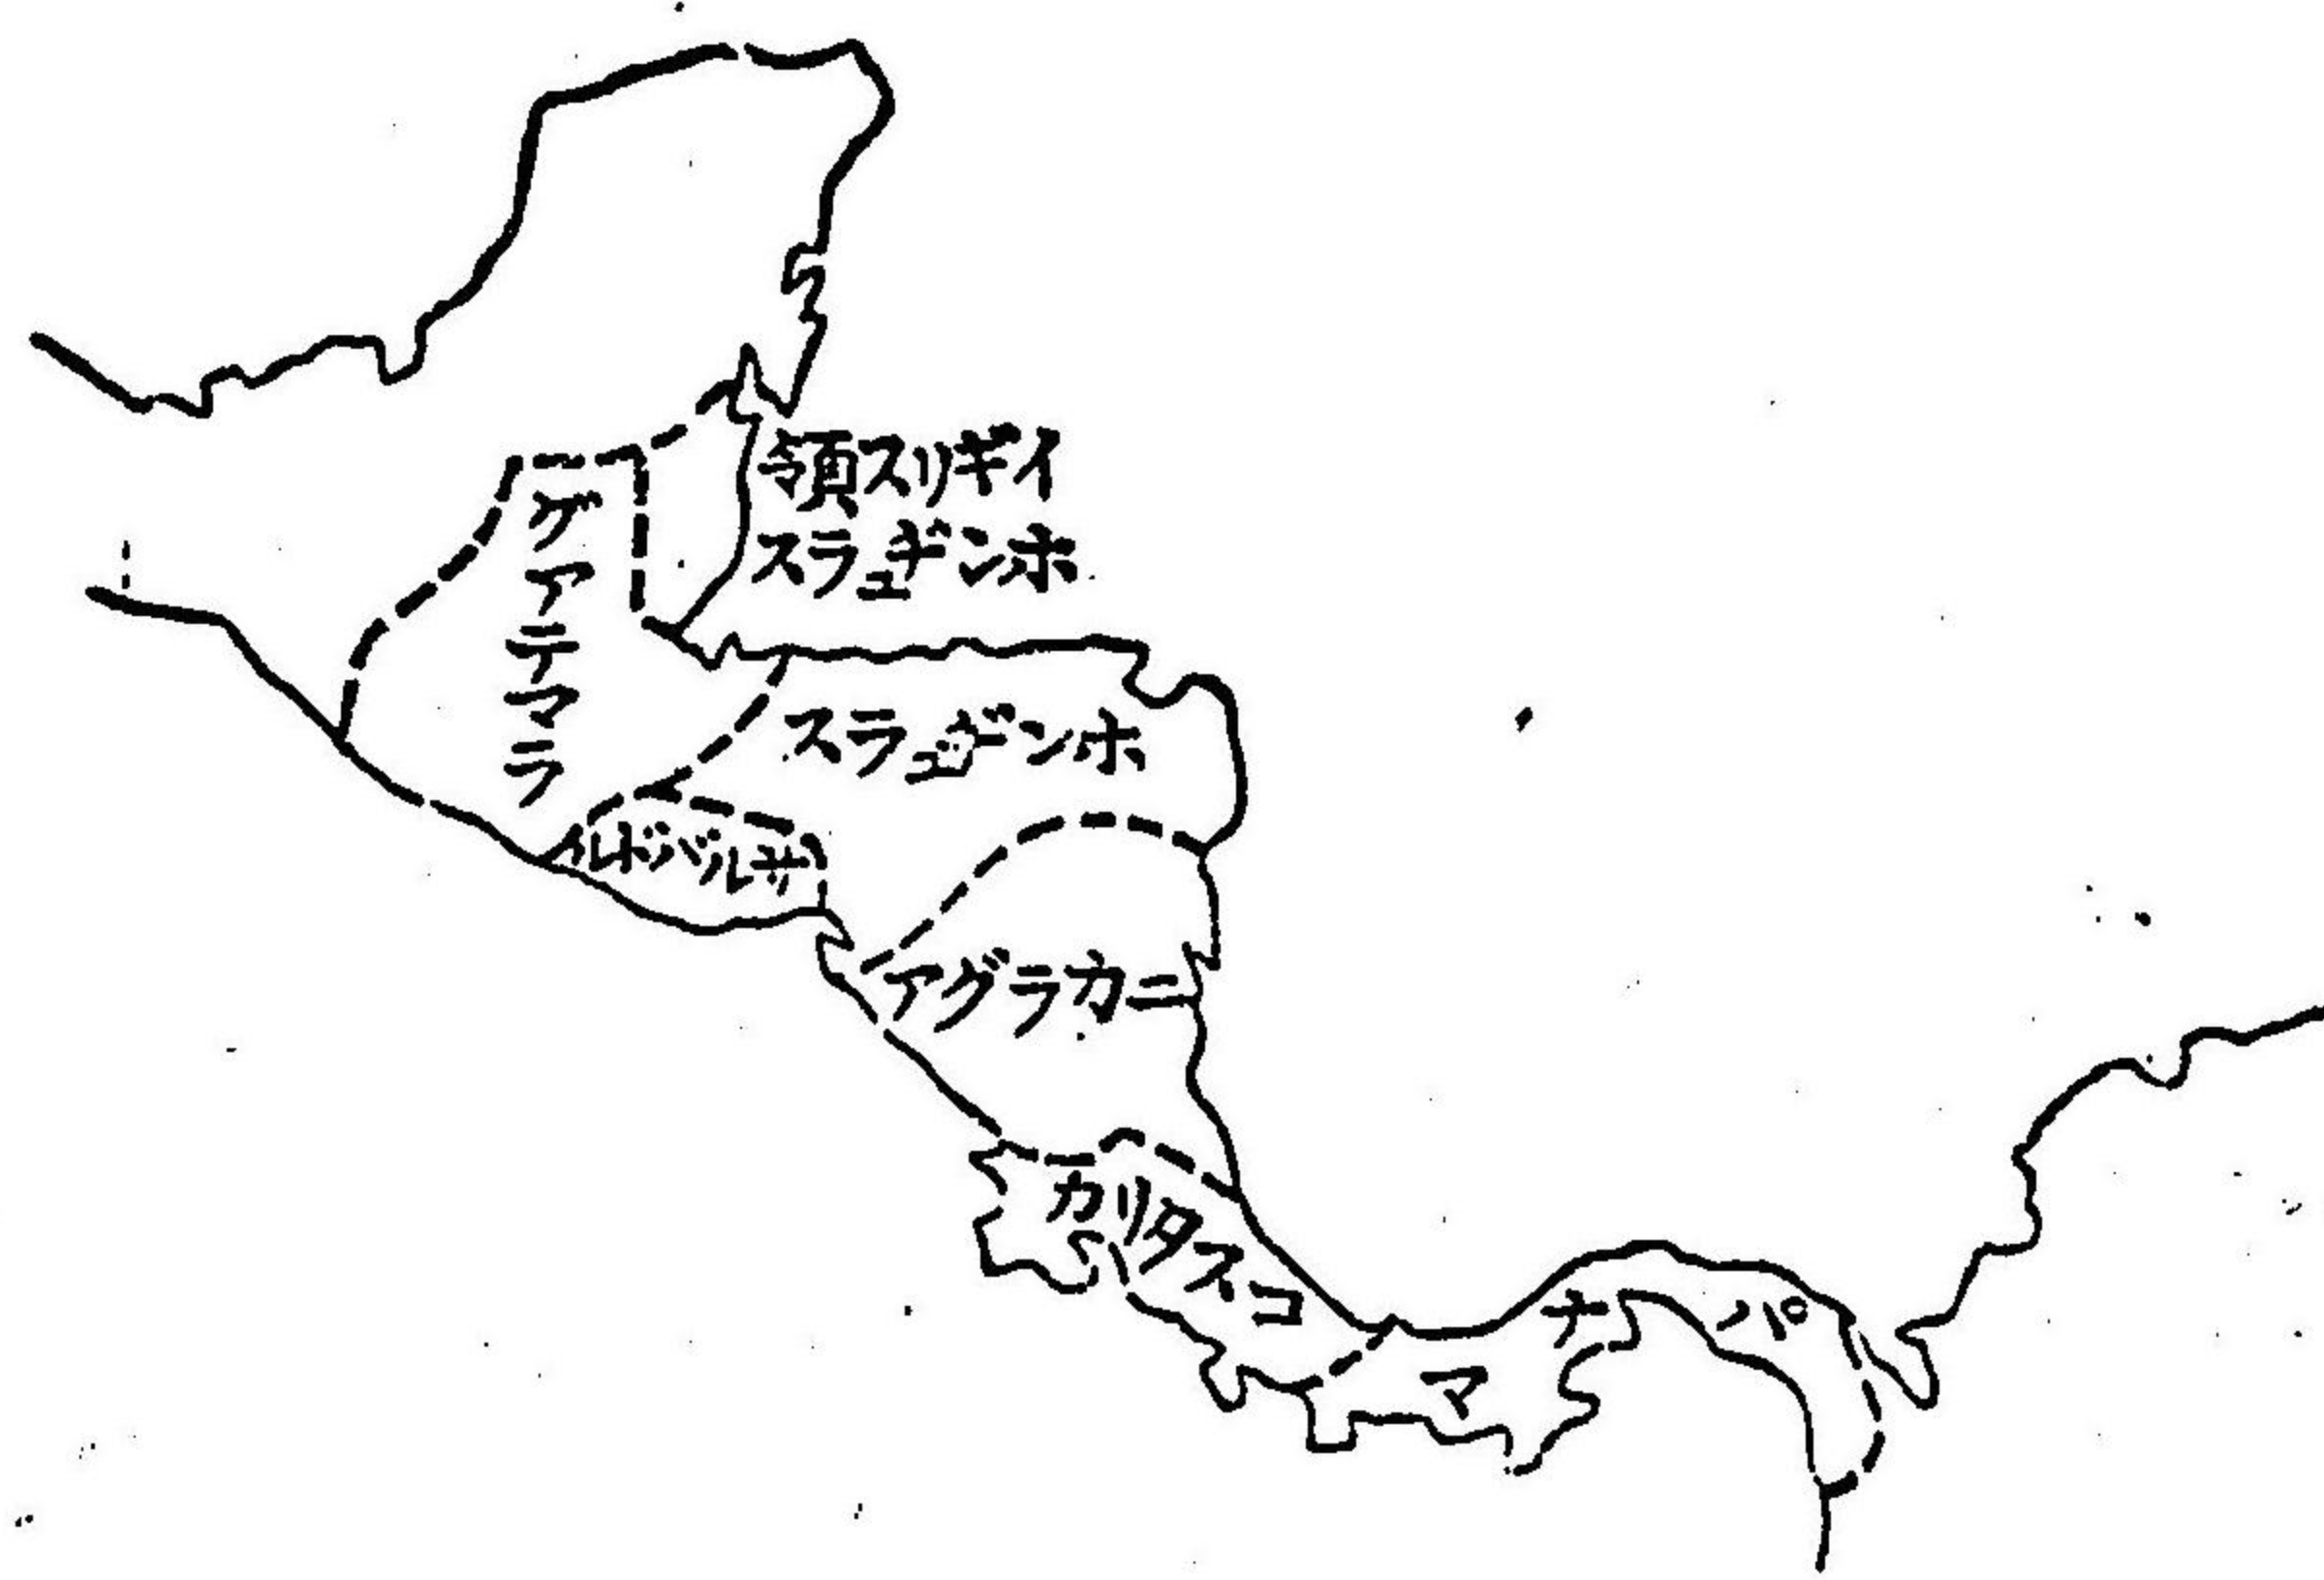 イギリス領
ホンヂュラス
ゲアテマラ
ホンヂュラス
サルバドル
ニカラグア
コスタリカ
パナマ